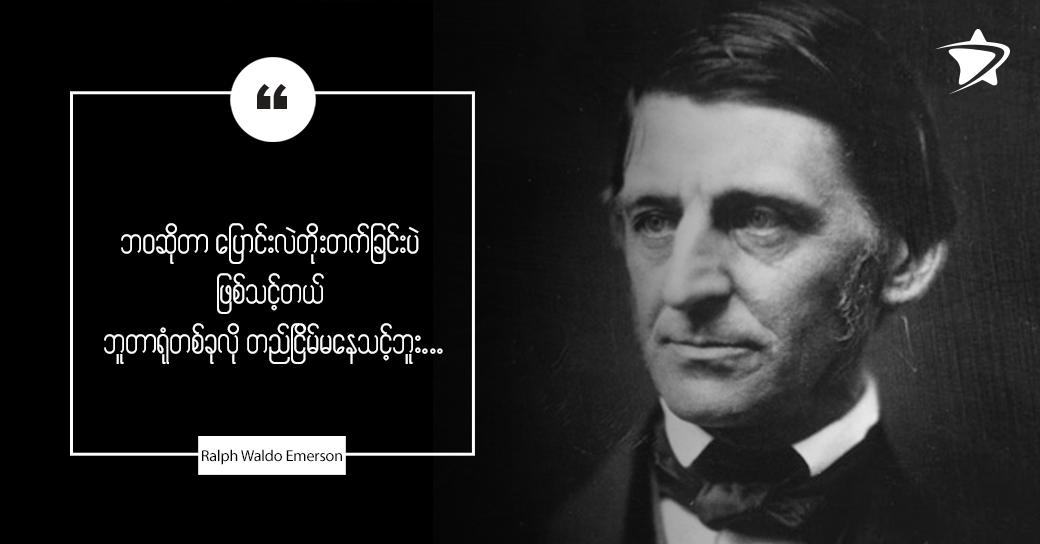 “
ဘဝဆိုတာ ပြောင်းလဲတိုးတက်ခြင်းပဲ
ဖြစ်သင့်တယ်
ဘူတာရုံတစ်ခုလို တည်ငြိမ်မနေသင့်ဘူး...
Ralph Waldo Emerson